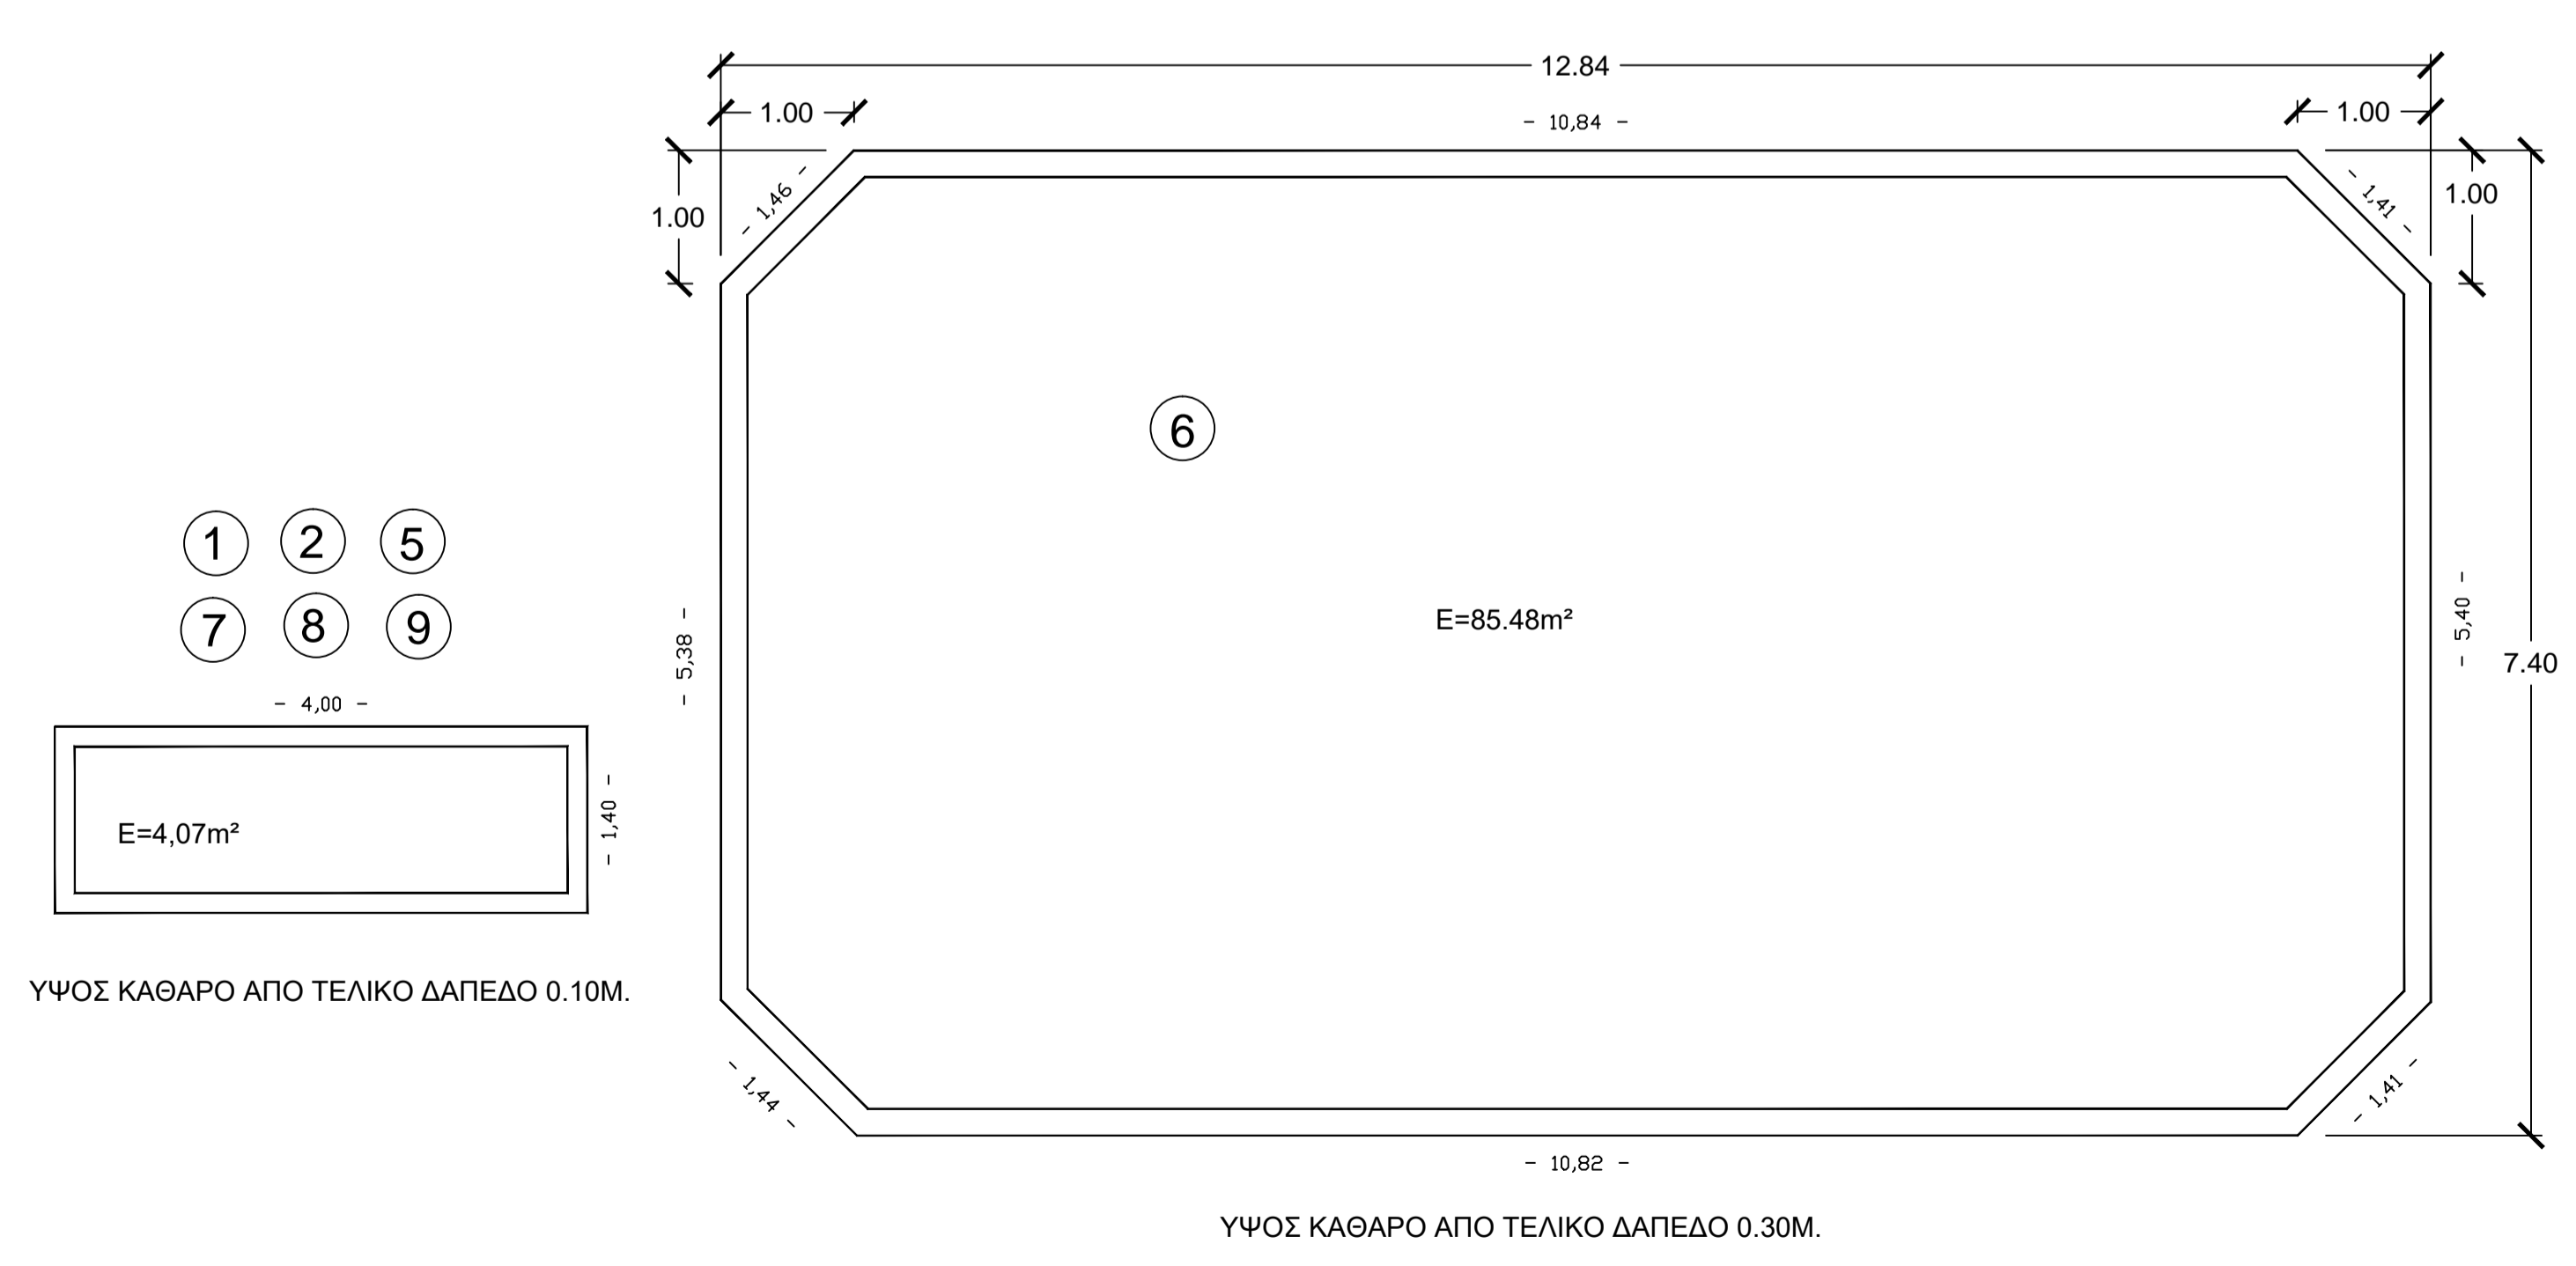 12.84
1.00
1.00
- 10,84 -
1.00
- 1,46 -
- 1,41 -
1.00
6
1 2 5
7 8 9
E=85.48m²
- 5,38 -
- 5,40 -
7.40
- 4,00 -
E=4,07m²
- 1,40 -
ΥΨΟΣ ΚΑΘΑΡΟ ΑΠΟ ΤΕΛΙΚΟ ΔΑΠΕΔΟ 0.10Μ.
- 1,44 -
- 1,41 -
- 10,82 -
ΥΨΟΣ ΚΑΘΑΡΟ ΑΠΟ ΤΕΛΙΚΟ ΔΑΠΕΔΟ 0.30Μ.